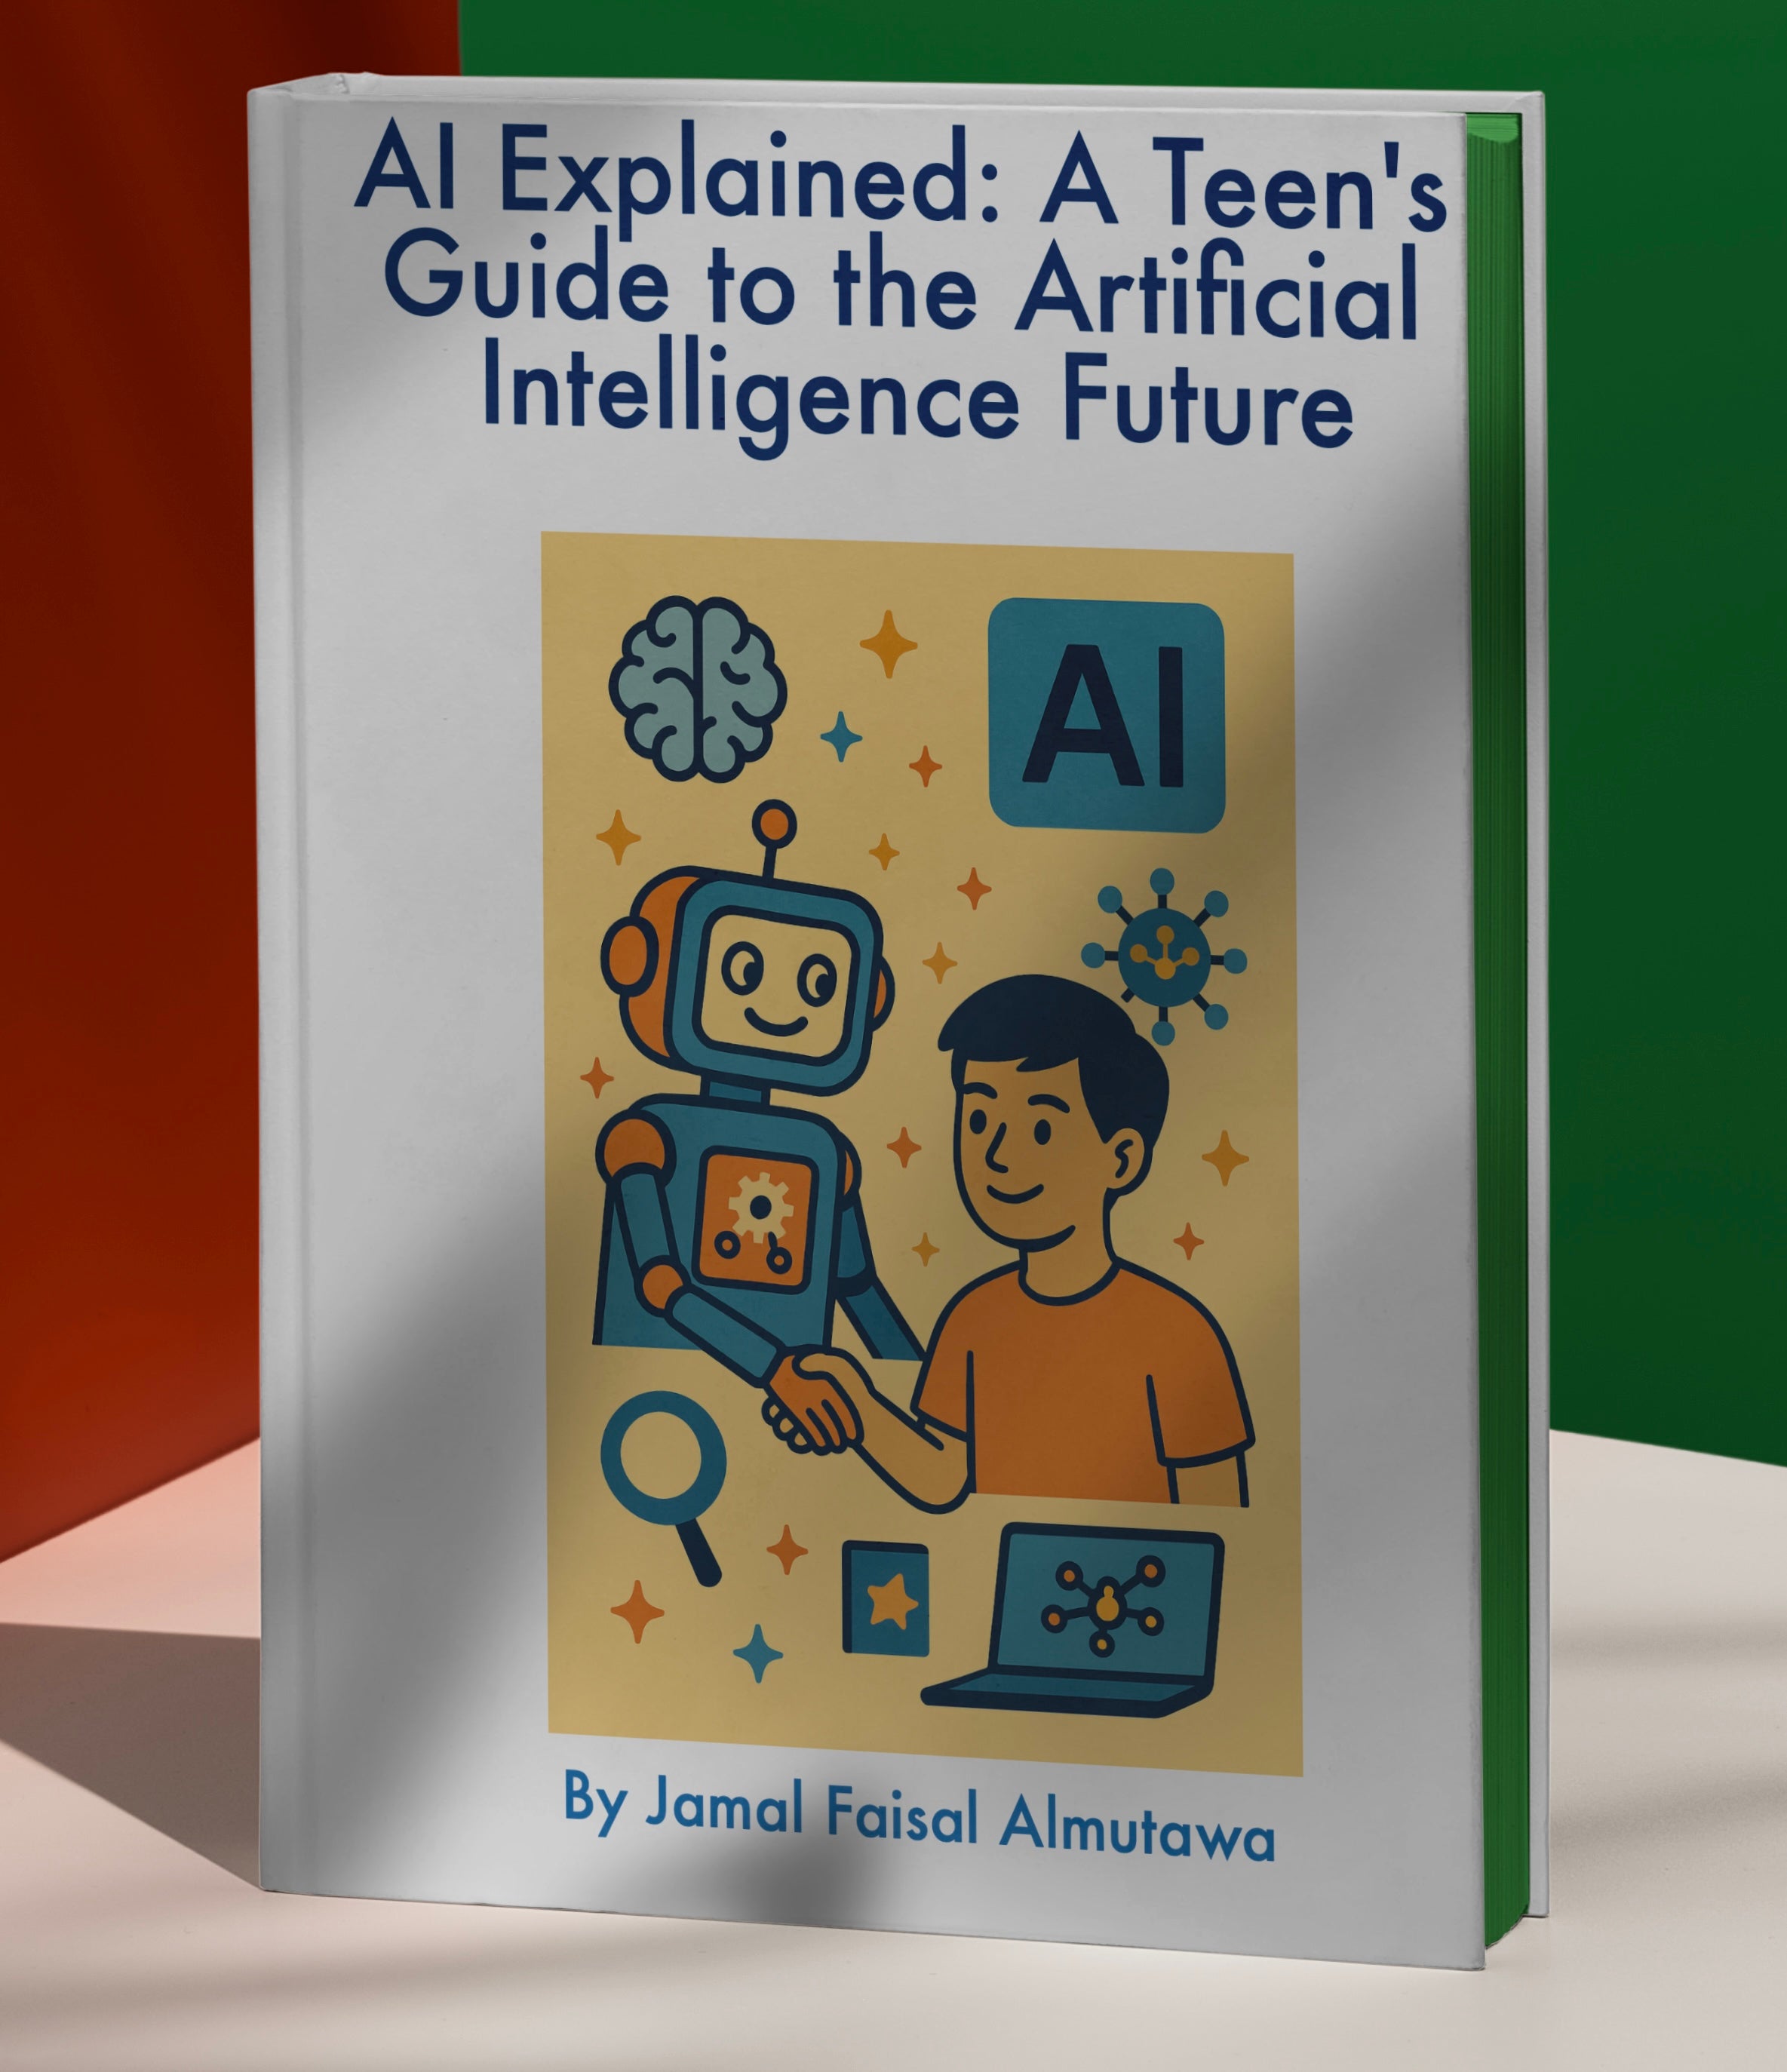 AI Explained: A Teen's
Guide to the Artificial
Intelligence Future
AI
By Jamal Faisal Almutawa